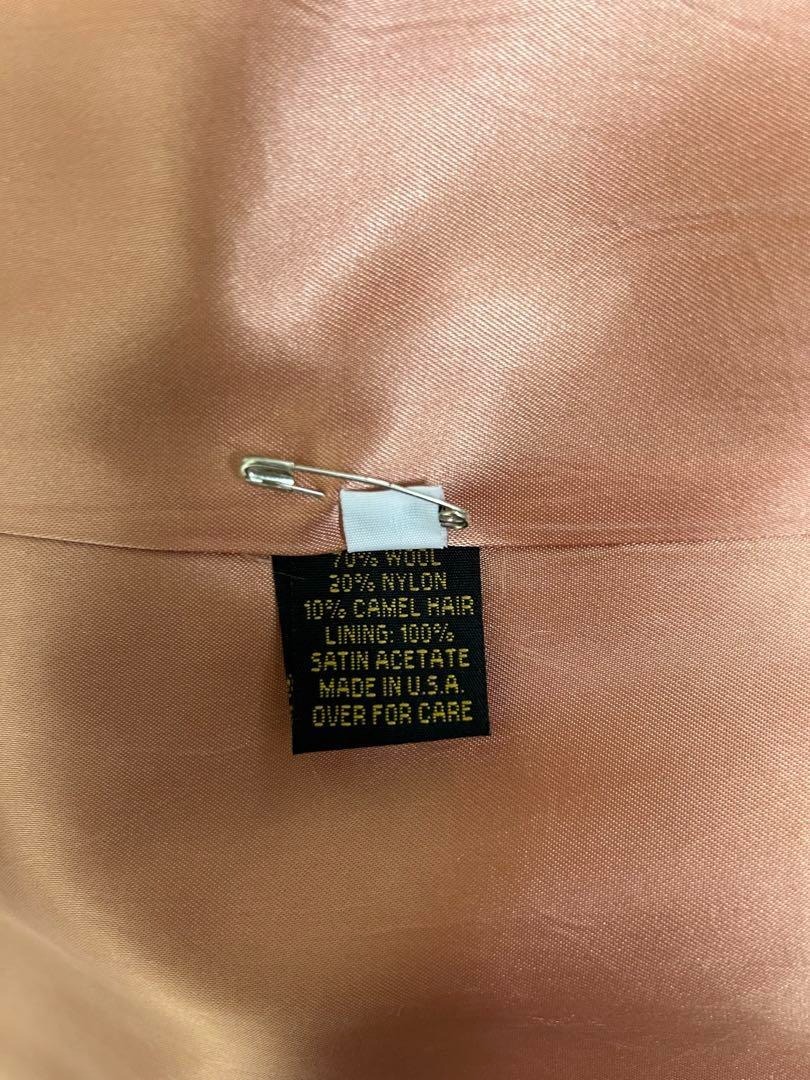 70% WOOL
20% NYLON
10% CAMEL HAIR
LINING: 100%
SATIN ACETATE
MADE IN U.S.A.
OVER FOR CARE